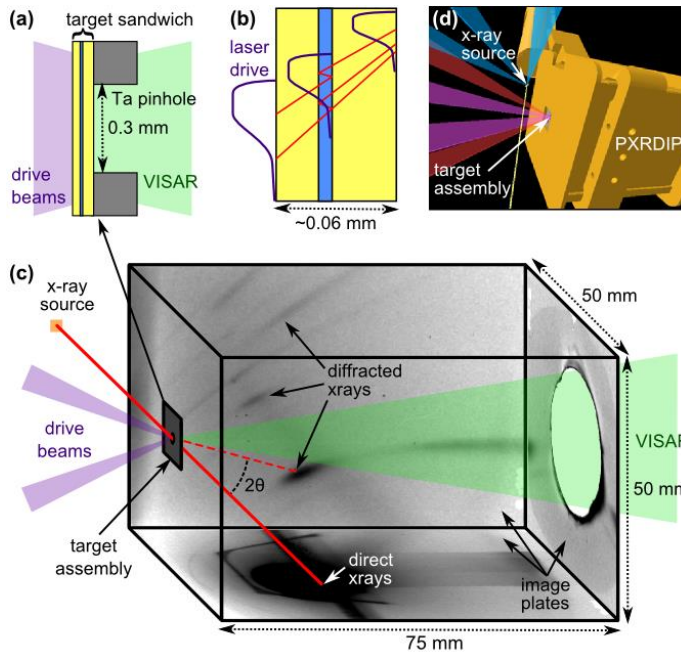 (a)
target sandwich
Ta pinhole
0.3 mm
drive
beams
VISAR
(b)
laser
drive
~0.06 mm
(d)
x-ray
source
PXRDIP
target
assembly
(c)
x-ray
source
50 mm
diffracted
xrays
drive
beams
VISAR
2θ
50 mm
target
assembly
direct
xrays
image
plates
75 mm